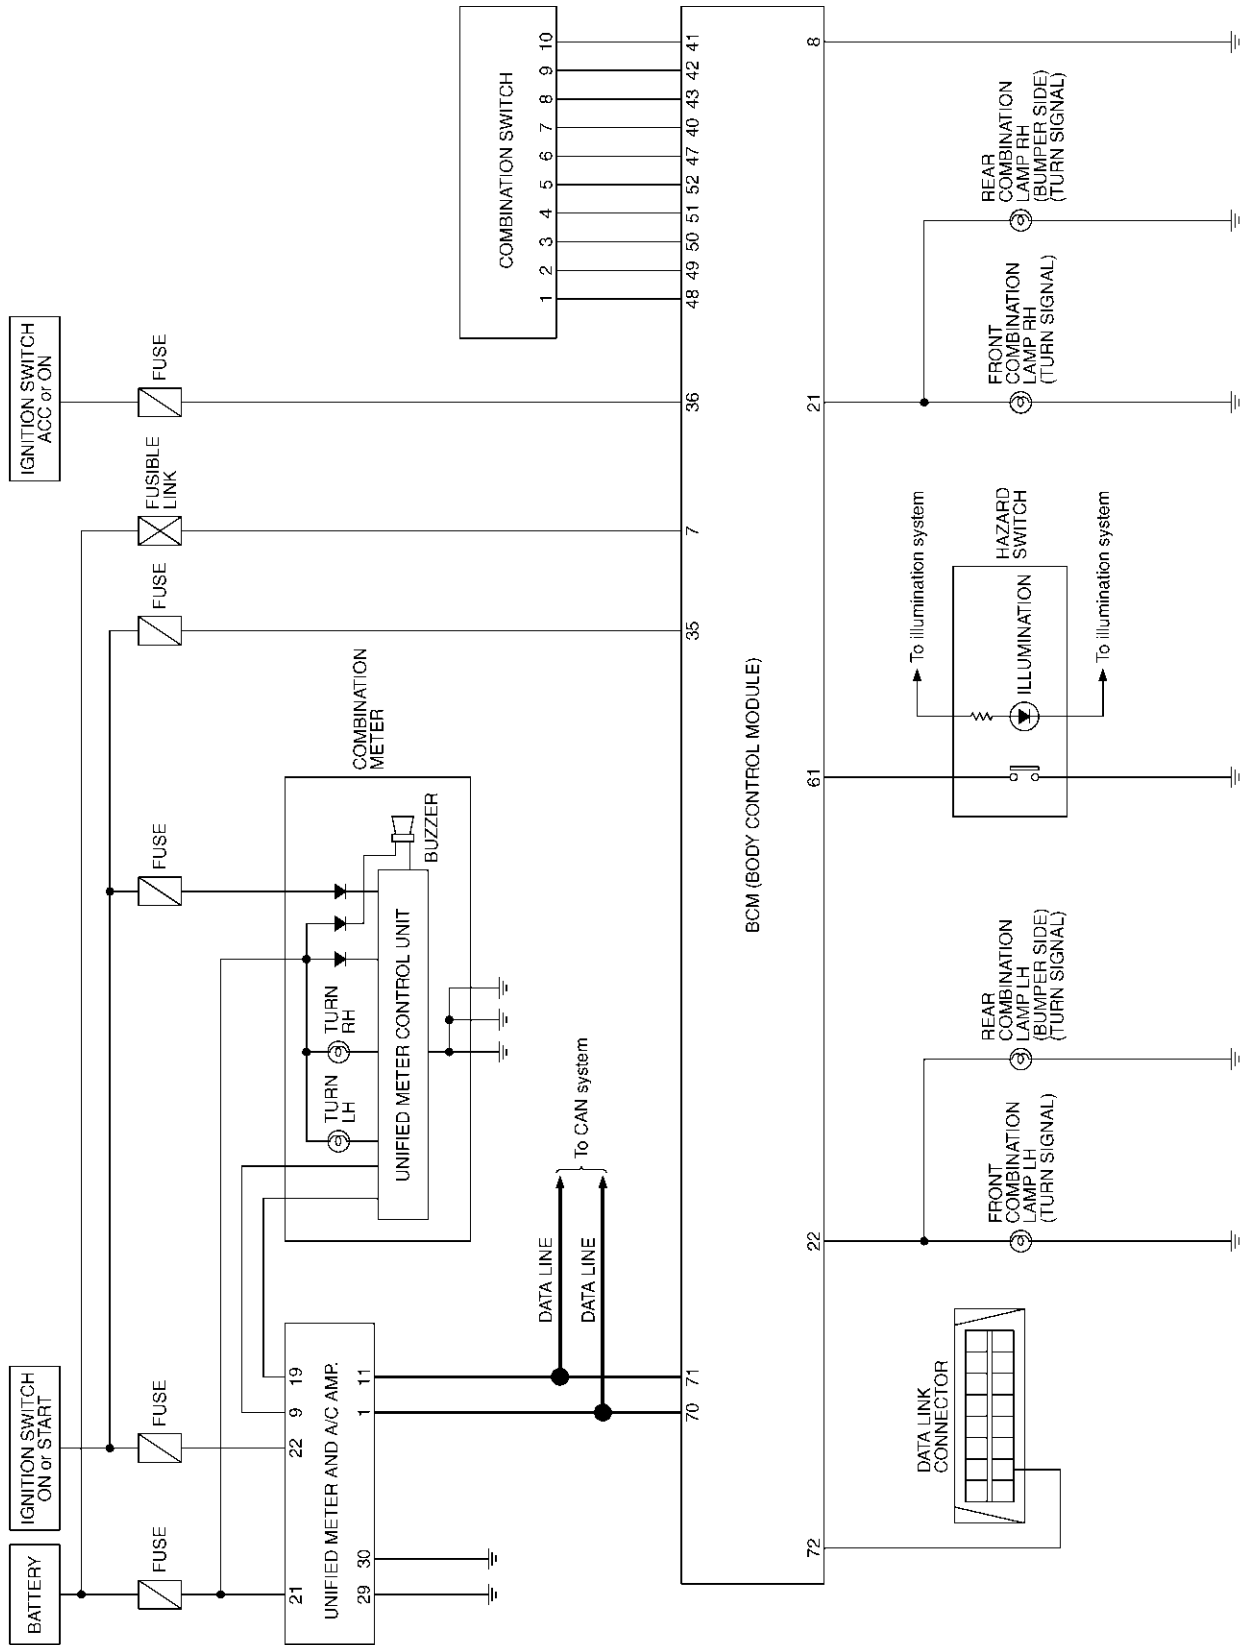 BATTERY
IGNITION SWITCH
ON or START
IGNITION SWITCH
ACC or ON
FUSE
FUSE
FUSE
FUSE
FUSIBLE
LINK
FUSE
21
22
9
19
UNIFIED METER AND A/C AMP.
29
30
1
11
COMBINATION
METER
TURN
LH
TURN
RH
UNIFIED METER CONTROL UNIT
BUZZER
COMBINATION SWITCH
1
2
3
4
5
6
7
8
9
10
DATA LINE
DATA LINE
To CAN system
70
71
35
7
36
48
49
50
51
52
47
40
43
42
41
BCM (BODY CONTROL MODULE)
72
22
61
21
8
DATA LINK
CONNECTOR
FRONT
COMBINATION
LAMP LH
(TURN SIGNAL)
REAR
COMBINATION
LAMP LH
(BUMPER SIDE)
(TURN SIGNAL)
To illumination system
ILLUMINATION
HAZARD
SWITCH
To illumination system
FRONT
COMBINATION
LAMP RH
(TURN SIGNAL)
REAR
COMBINATION
LAMP RH
(BUMPER SIDE)
(TURN SIGNAL)